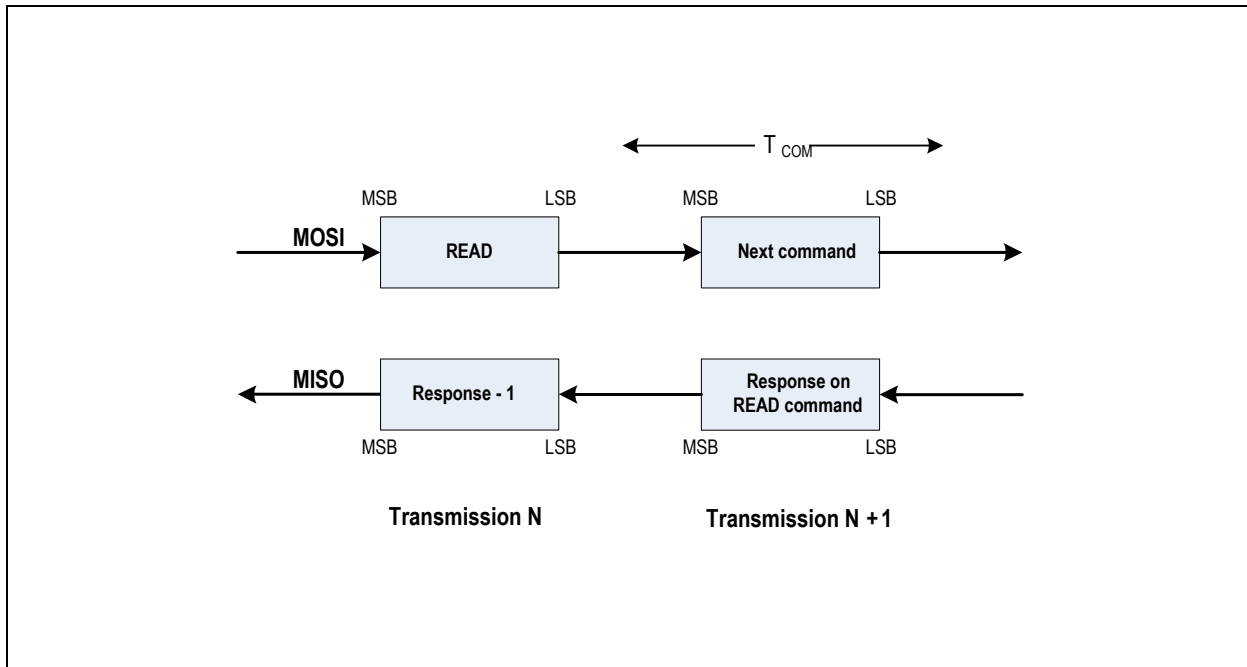 T COM
MSB LSB MSB LSB
MOSI READ Next command
MISO Response - 1 Response on
READ command
MSB LSB MSB LSB
Transmission N Transmission N +1